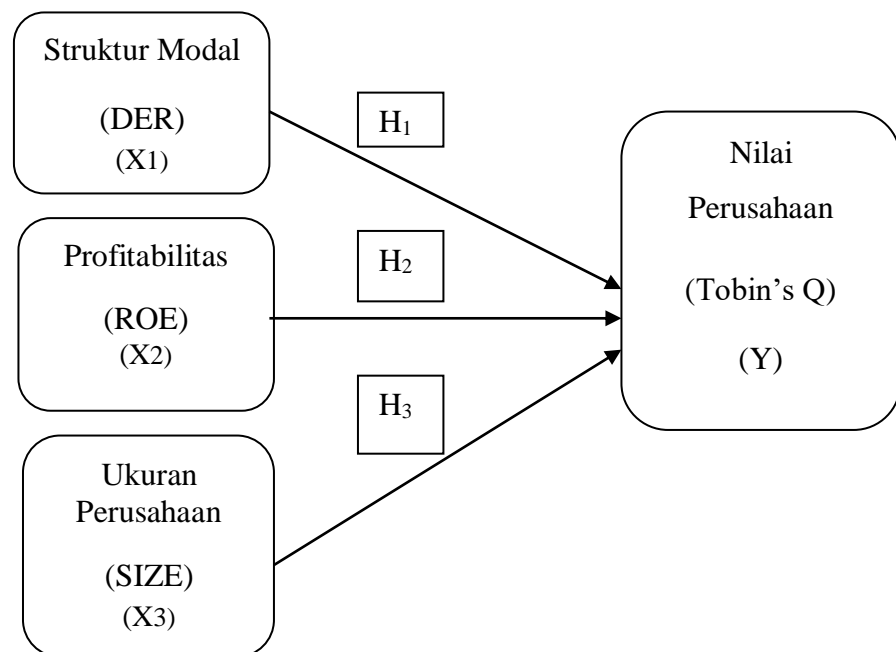 Struktur Modal
(DER)
(X1)
H₁
Profitabilitas
(ROE)
(X2)
H₂
Ukuran
Perusahaan
(SIZE)
(X3)
H₃
Nilai
Perusahaan
(Tobin’s Q)
(Y)